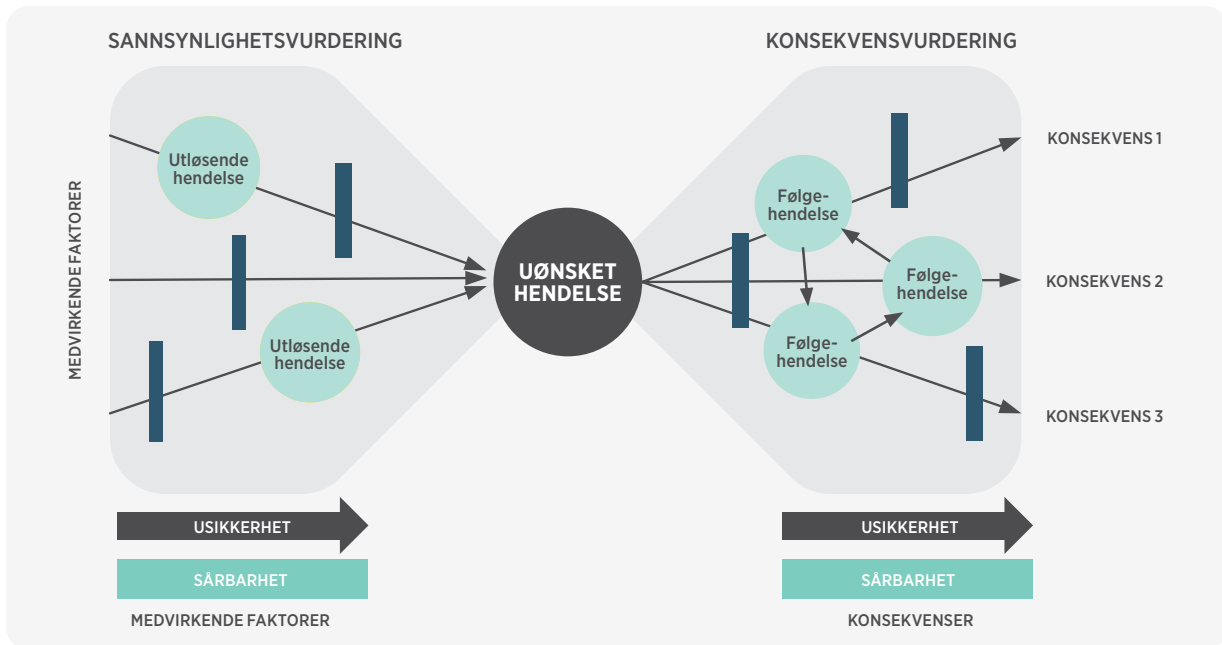 SANNSYNLIGHETSVURDERING
KONSEKVENSVURDERING
MEDVIRKENDE FAKTORER
Utløsende
hendelse
Utløsende
hendelse
UØNSKET
HENDELSE
Følge-
hendelse
Følge-
hendelse
Følge-
hendelse
KONSEKVENS 1
KONSEKVENS 2
KONSEKVENS 3
USIKKERHET
SÅRBARHET
MEDVIRKENDE FAKTORER
USIKKERHET
SÅRBARHET
KONSEKVENSER